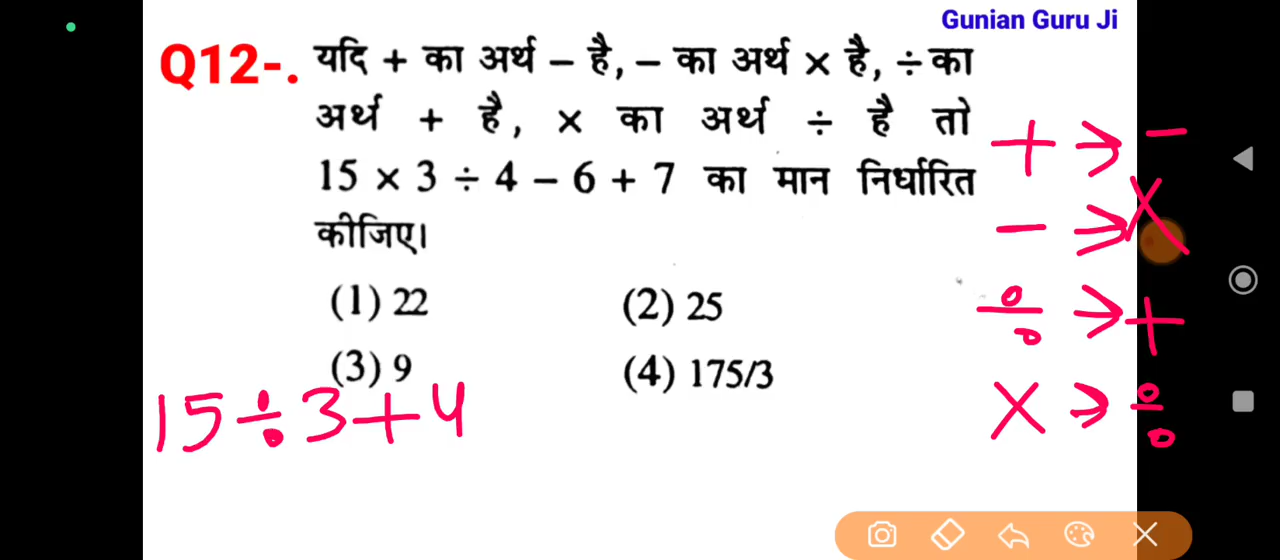 Gunian Guru Ji
Q12-. यदि + का अर्थ – है, – का अर्थ × है, ÷ का
अर्थ + है, × का अर्थ ÷ है तो
15 × 3 ÷ 4 – 6 + 7 का मान निर्धारित
कीजिए।
(1) 22 (2) 25
(3) 9 (4) 175/3
15 ÷ 3 + 4
+ → –
– → ×
÷ → +
× → ÷